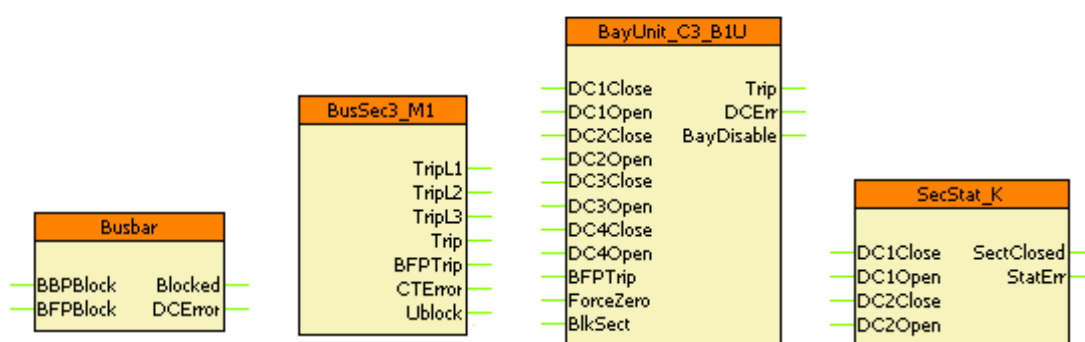 Busbar
BBPBlock Blocked
BFPBlock DCError
BusSec3_M1
TripL1
TripL2
TripL3
Trip
BFPTrip
CTError
Ublock
BayUnit_C3_B1U
DC1Close Trip
DC1Open DCErr
DC2Close BayDisable
DC2Open
DC3Close
DC3Open
DC4Close
DC4Open
BFPTrip
ForceZero
BlkSect
SecStat_K
DC1Close SectClosed
DC1Open StatErr
DC2Close
DC2Open